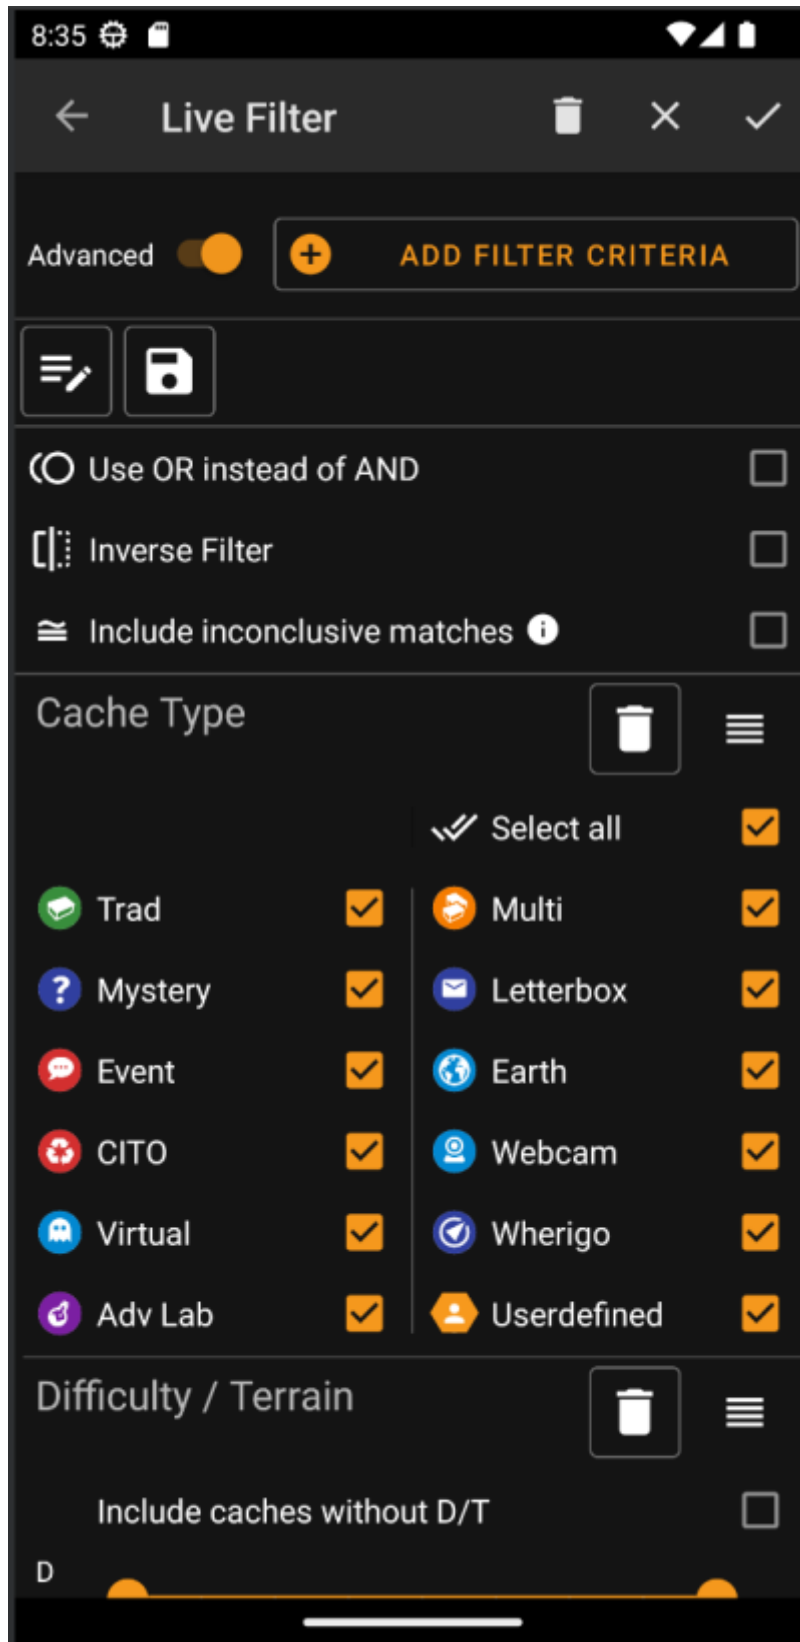 8:35
Live Filter
Advanced ADD FILTER CRITERIA
Use OR instead of AND
Inverse Filter
Include inconclusive matches
Cache Type
Select all
Trad Multi
Mystery Letterbox
Event Earth
CITO Webcam
Virtual Wherigo
Adv Lab Userdefined
Difficulty / Terrain
Include caches without D/T
D